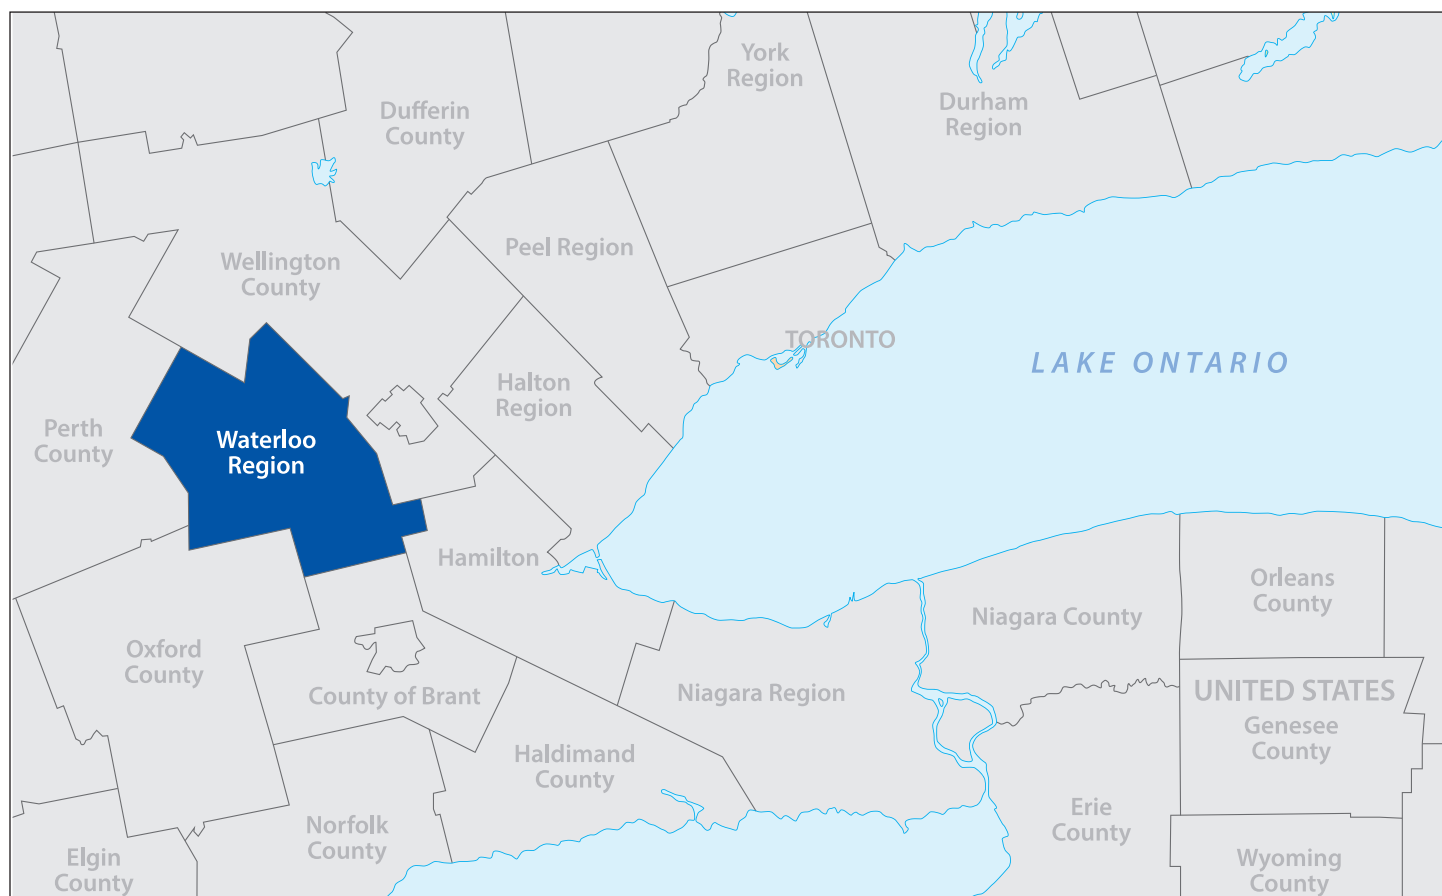 York
Region
Durham
Region
Dufferin
County
Peel Region
Wellington
County
TORONTO
LAKE ONTARIO
Halton
Region
Perth
County
Waterloo
Region
Hamilton
Orleans
County
Niagara County
Oxford
County
County of Brant
Niagara Region
UNITED STATES
Genesee
County
Haldimand
County
Erie
County
Norfolk
County
Elgin
County
Wyoming
County